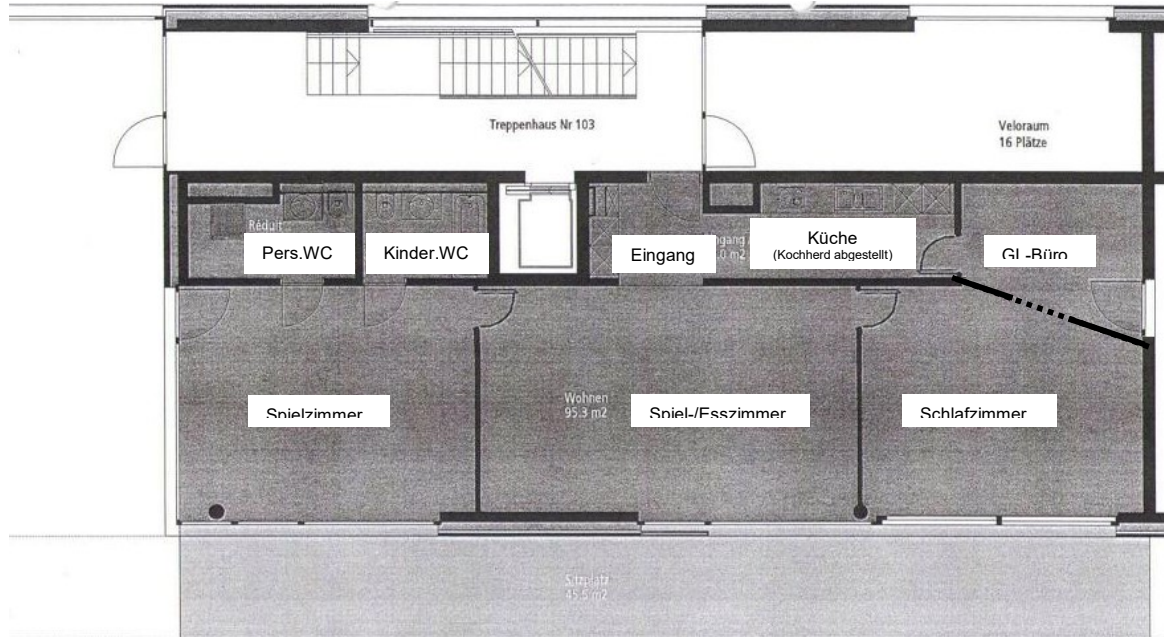 Treppenhaus Nr 103
Veloraum
16 Plätze
Réduit
Pers.WC
Kinder.WC
Eingang
Küche
(Kochherd abgestellt)
GL-Büro
Wohnen
95.3 m2
Spielzimmer
Spiel-/Esszimmer
Schlafzimmer
Sitzplatz
45.5 m2